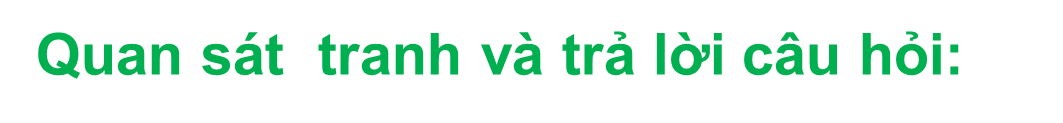 Quan sát  tranh và trả lời câu hỏi: